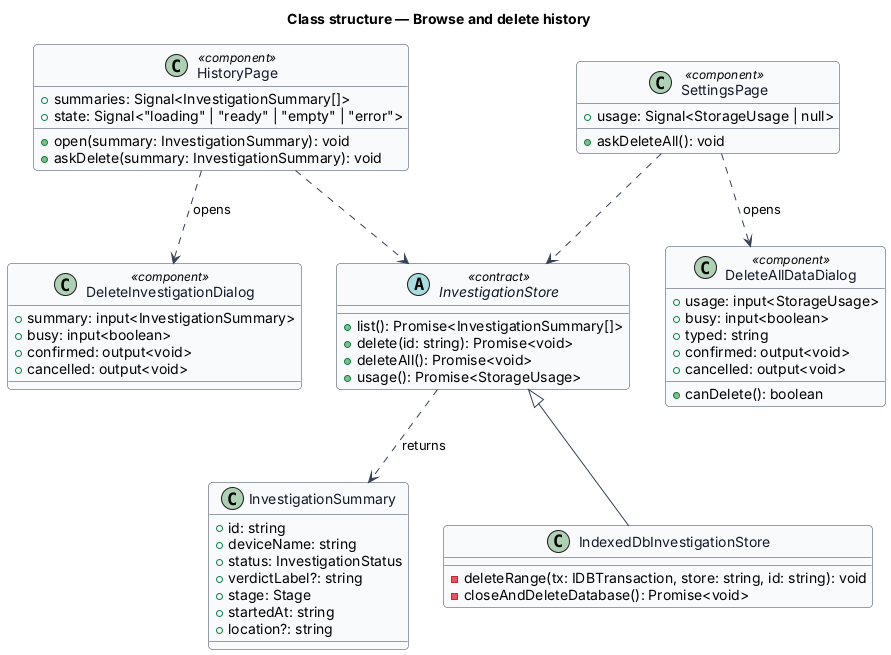 Class structure — Browse and delete history
C
«component»
HistoryPage
summaries: Signal<InvestigationSummary[]>
state: Signal<"loading" | "ready" | "empty" | "error">
open(summary: InvestigationSummary): void
askDelete(summary: InvestigationSummary): void
C
«component»
SettingsPage
usage: Signal<StorageUsage | null>
askDeleteAll(): void
opens
opens
C
«component»
DeleteInvestigationDialog
summary: input<InvestigationSummary>
busy: input<boolean>
confirmed: output<void>
cancelled: output<void>
A
«contract»
InvestigationStore
list(): Promise<InvestigationSummary[]>
delete(id: string): Promise<void>
deleteAll(): Promise<void>
usage(): Promise<StorageUsage>
C
«component»
DeleteAllDataDialog
usage: input<StorageUsage>
busy: input<boolean>
typed: string
confirmed: output<void>
cancelled: output<void>
canDelete(): boolean
returns
C
InvestigationSummary
id: string
deviceName: string
status: InvestigationStatus
verdictLabel?: string
stage: Stage
startedAt: string
location?: string
C
IndexedDbInvestigationStore
deleteRange(tx: IDBTransaction, store: string, id: string): void
closeAndDeleteDatabase(): Promise<void>